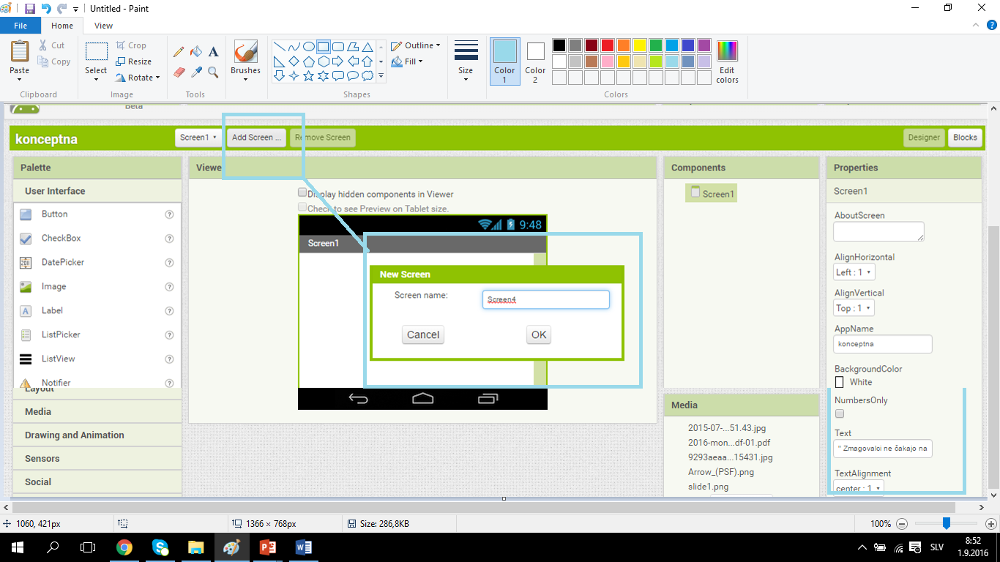 Untitled - Paint
File Home View
Paste Cut Copy
Clipboard
Select Crop Resize Rotate
Image
Tools
Brushes
Shapes
Outline
Fill
Size
Color 1
Color 2
Edit colors
Colors
Beta
konceptna Screen1 Add Screen ... Remove Screen Designer Blocks
Palette
User Interface
Button ?
CheckBox ?
DatePicker ?
Image ?
Label ?
ListPicker ?
ListView ?
Notifier ?
Layout
Media
Drawing and Animation
Sensors
Social
Viewe
Display hidden components in Viewer
Check to see Preview on Tablet size.
9:48
Screen1
New Screen
Screen name: Screen4
Cancel OK
Components
Screen1
Media
2015-07-...51.43.jpg
2016-mon...df-01.pdf
9293aeaa...15431.jpg
Arrow_(PSF).png
slide1.png
Properties
Screen1
AboutScreen
AlignHorizontal
Left : 1
AlignVertical
Top : 1
AppName
konceptna
BackgroundColor
White
NumbersOnly
Text
" Zmagovalci ne čakajo na
TextAlignment
center : 1
1060, 421px 1366 × 768px Size: 286,8KB 100%
SLV
8:52
1.9.2016